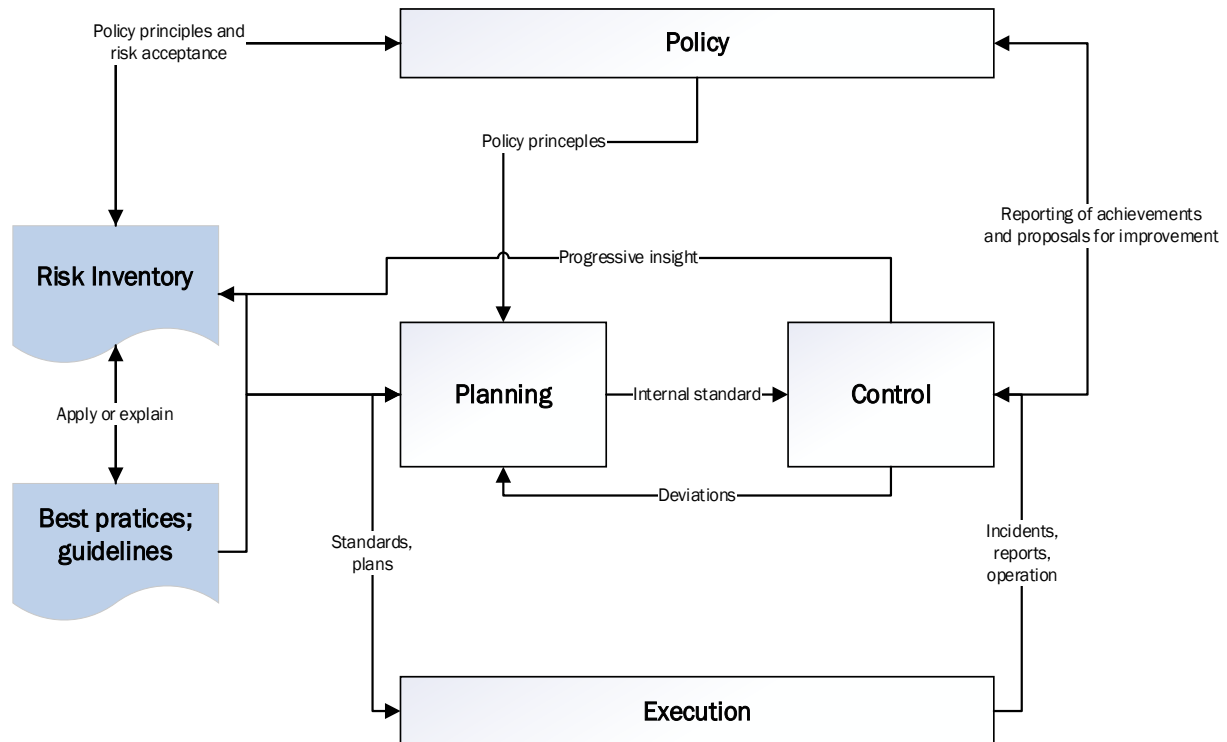 Policy principles and
risk acceptance
Policy
Policy princeples
Reporting of achievements
and proposals for improvement
Progressive insight
Risk Inventory
Planning
Internal standard
Control
Apply or explain
Deviations
Best pratices;
guidelines
Standards,
plans
Incidents,
reports,
operation
Execution